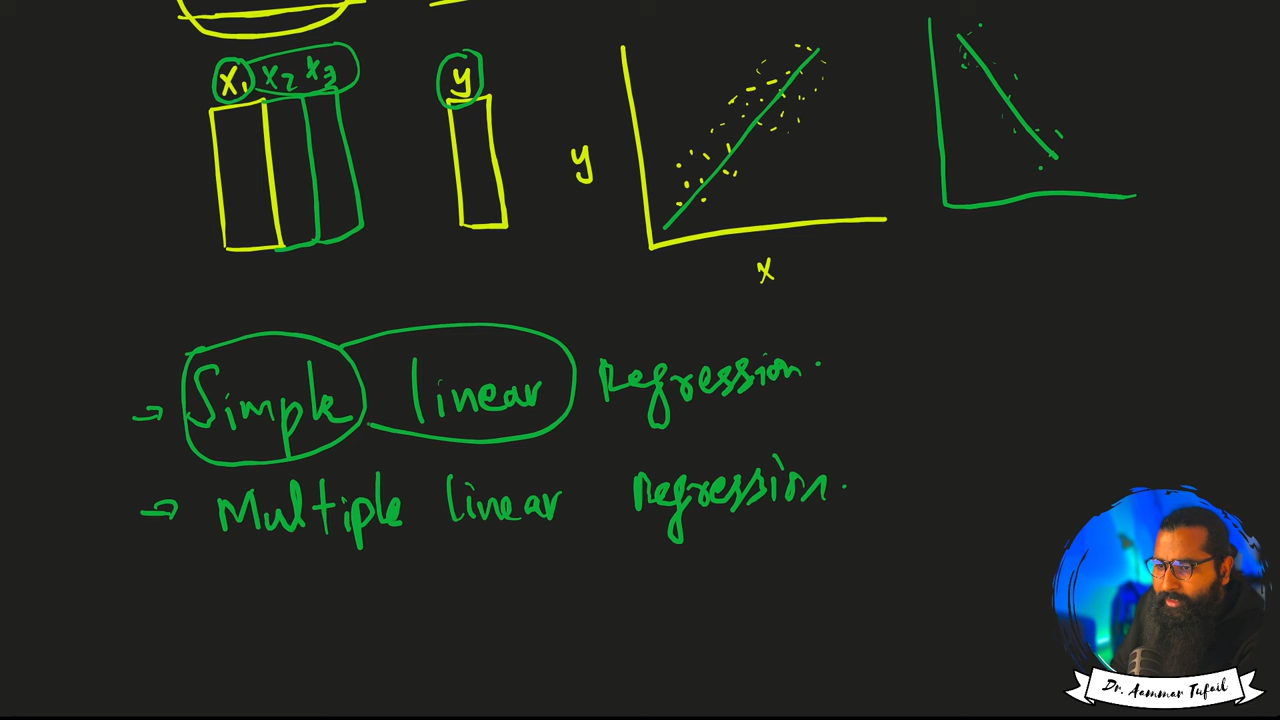 x1 x2 x3
y
y
x
→ Simple linear Regression.
→ Multiple linear Regression.
Dr. Aammar Tufail